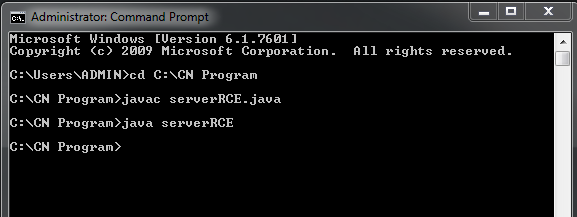 Administrator: Command Prompt
Microsoft Windows [Version 6.1.7601]
Copyright (c) 2009 Microsoft Corporation.  All rights reserved.
C:\Users\ADMIN>cd C:\CN Program
C:\CN Program>javac serverRCE.java
C:\CN Program>java serverRCE
C:\CN Program>